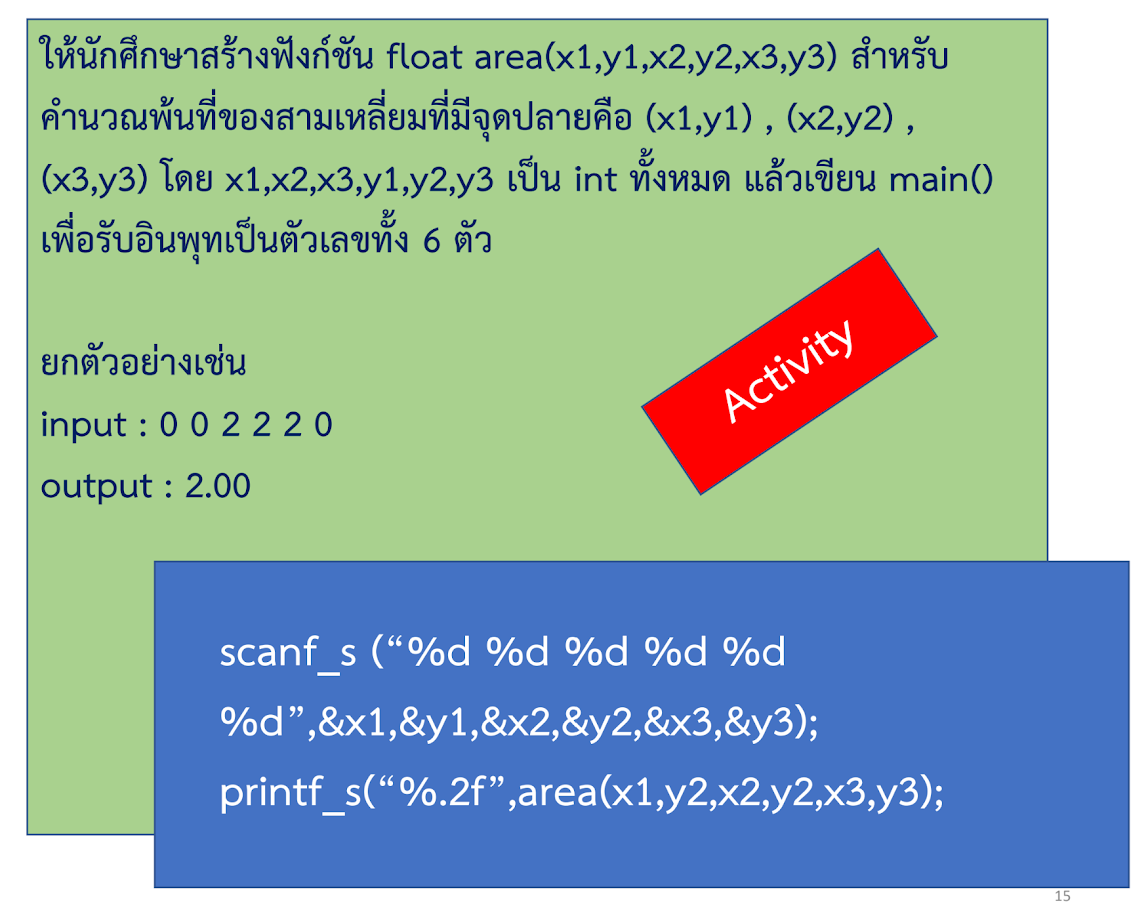 ให้นักศึกษาสร้างฟังก์ชัน float area(x1,y1,x2,y2,x3,y3) สำหรับ
คำนวณพ้นที่ของสามเหลี่ยมที่มีจุดปลายคือ (x1,y1) , (x2,y2) ,
(x3,y3) โดย x1,x2,x3,y1,y2,y3 เป็น int ทั้งหมด แล้วเขียน main()
เพื่อรับอินพุทเป็นตัวเลขทั้ง 6 ตัว
ยกตัวอย่างเช่น
input : 0 0 2 2 2 0
output : 2.00
Activity
scanf_s (“%d %d %d %d %d
%d”,&x1,&y1,&x2,&y2,&x3,&y3);
printf_s(“%.2f”,area(x1,y2,x2,y2,x3,y3);
15